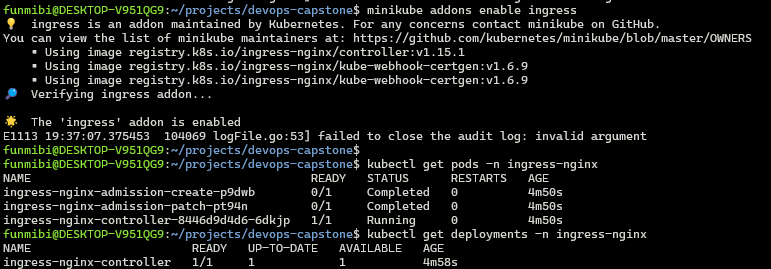 funmibi@DESKTOP-V951QG9:~/projects/devops-capstone$ minikube addons enable ingress
💡  ingress is an addon maintained by Kubernetes. For any concerns contact minikube on GitHub.
You can view the list of minikube maintainers at: https://github.com/kubernetes/minikube/blob/master/OWNERS
    ▪ Using image registry.k8s.io/ingress-nginx/controller:v1.15.1
    ▪ Using image registry.k8s.io/ingress-nginx/kube-webhook-certgen:v1.6.9
    ▪ Using image registry.k8s.io/ingress-nginx/kube-webhook-certgen:v1.6.9
🔎  Verifying ingress addon...
🌟  The 'ingress' addon is enabled
E1113 19:37:07.375453  104069 logFile.go:53] failed to close the audit log: invalid argument
funmibi@DESKTOP-V951QG9:~/projects/devops-capstone$
funmibi@DESKTOP-V951QG9:~/projects/devops-capstone$ kubectl get pods -n ingress-nginx
NAME                                        READY   STATUS      RESTARTS   AGE
ingress-nginx-admission-create-p9dwb        0/1     Completed   0          4m50s
ingress-nginx-admission-patch-pt94n         0/1     Completed   0          4m50s
ingress-nginx-controller-8446d9d4d6-6dkjp   1/1     Running     0          4m50s
funmibi@DESKTOP-V951QG9:~/projects/devops-capstone$ kubectl get deployments -n ingress-nginx
NAME                       READY   UP-TO-DATE   AVAILABLE   AGE
ingress-nginx-controller   1/1     1            1           4m58s